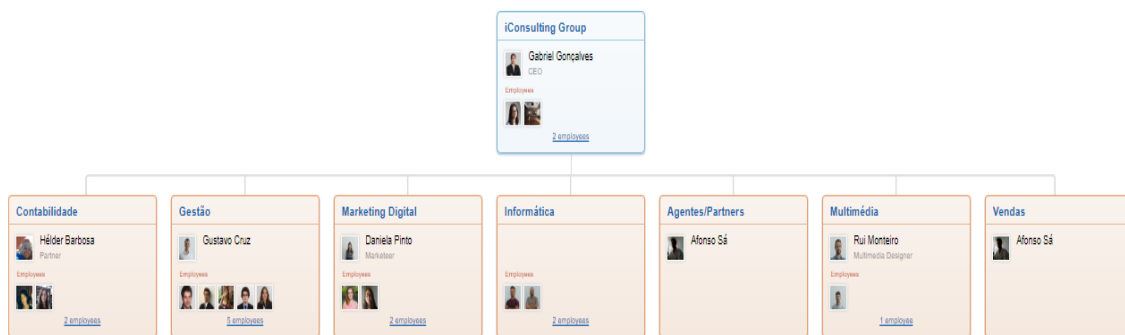 iConsulting Group
Gabriel Gonçalves
CEO
Employees
2 employees
Contabilidade
Hélder Barbosa
Partner
Employees
2 employees
Gestão
Gustavo Cruz
Employees
5 employees
Marketing Digital
Daniela Pinto
Marketeer
Employees
2 employees
Informática
Employees
2 employees
Agentes/Partners
Afonso Sá
Multimédia
Rui Monteiro
Multimedia Designer
Employees
1 employee
Vendas
Afonso Sá